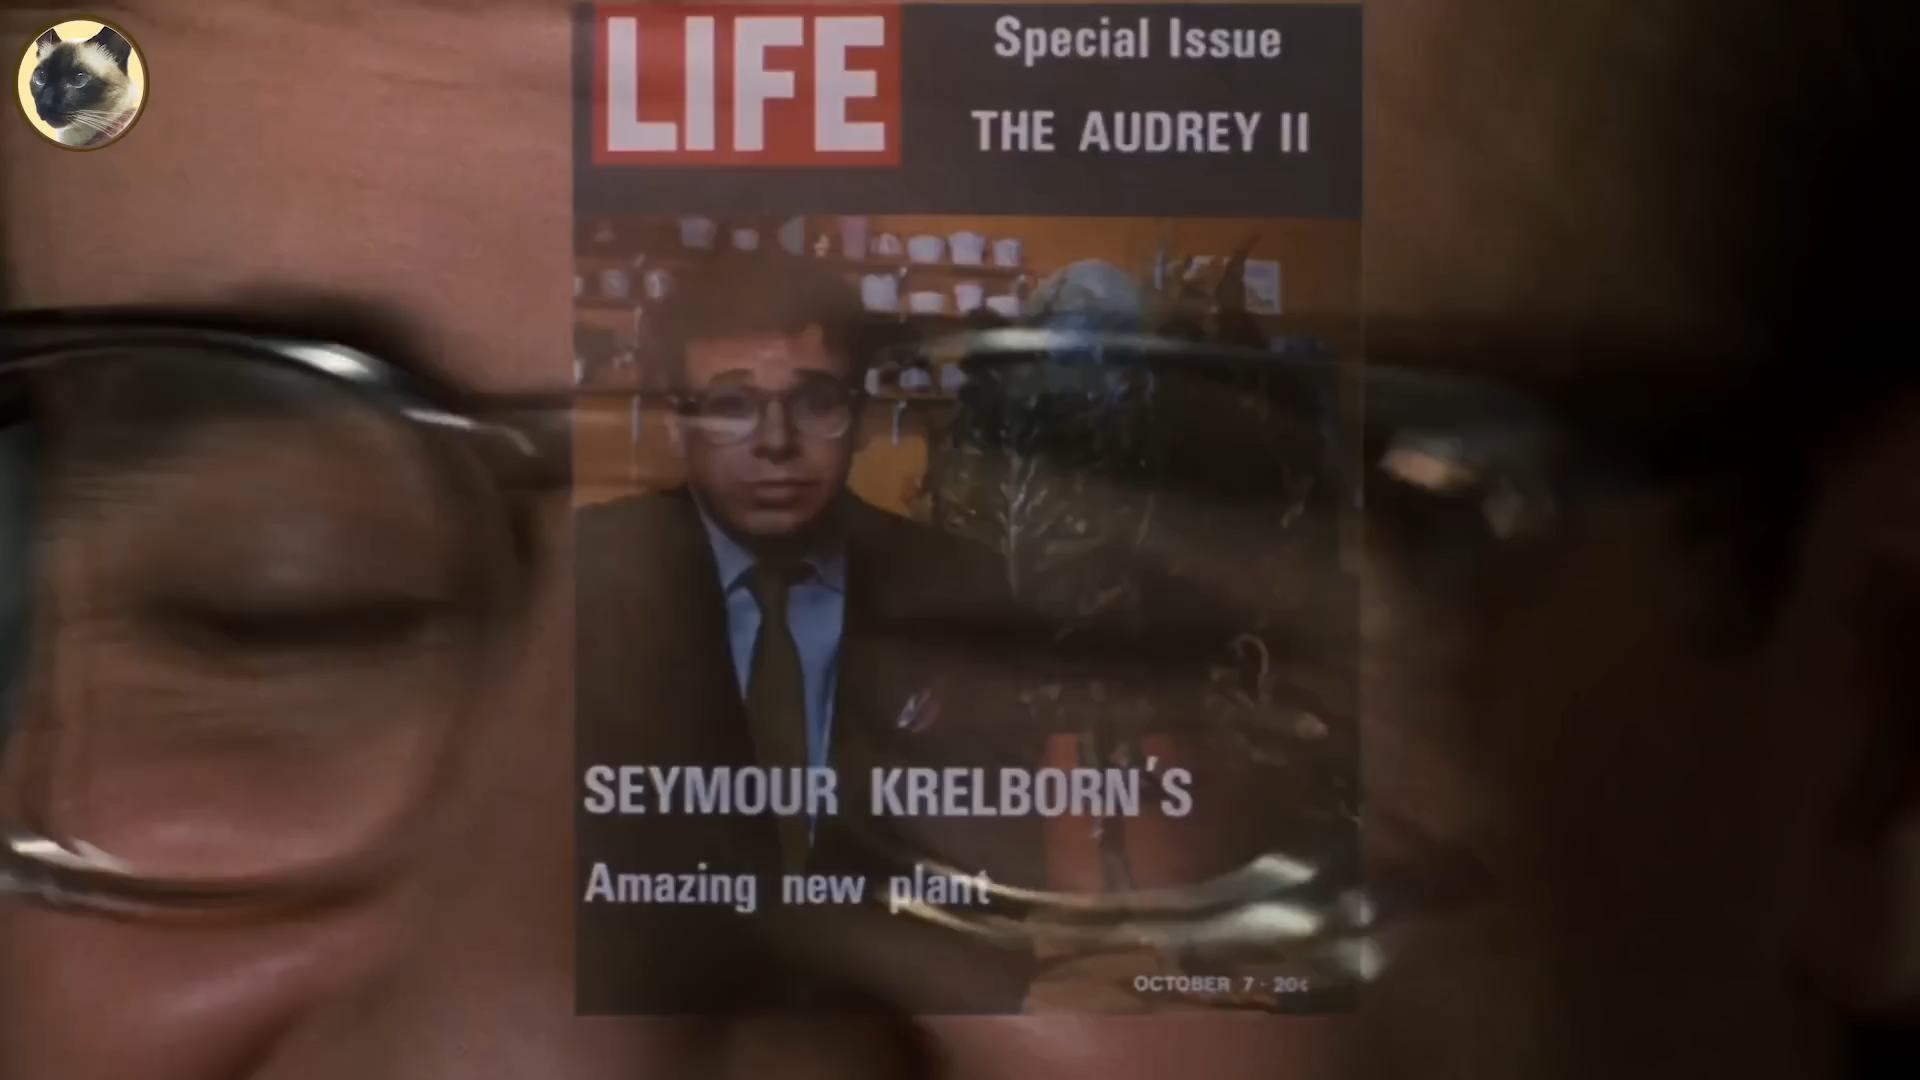 LIFE
Special Issue
THE AUDREY II
SEYMOUR KRELBORN'S
Amazing new plant
OCTOBER 7 · 20¢